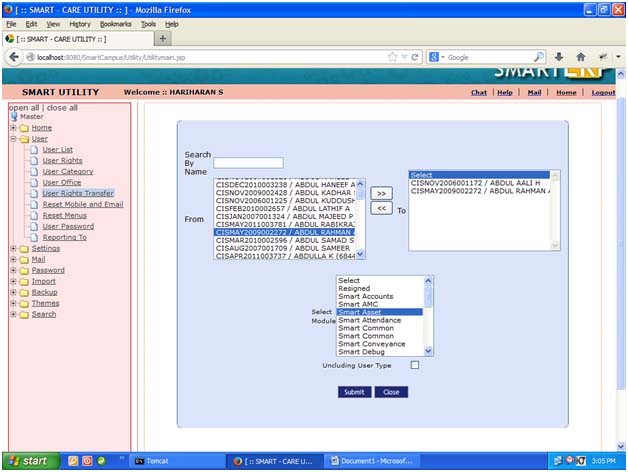 [ :: SMART - CARE UTILITY :: ] - Mozilla Firefox
File Edit View History Bookmarks Tools Help
[ :: SMART - CARE UTILITY :: ]
localhost:8080/SmartCampus/Utility/Utilitymain.jsp
Google
SMART ERP
SMART UTILITY Welcome :: HARIHARAN S Chat | Help | Mail | Home | Logout
open all | close all
Master
Home
User
User List
User Rights
User Category
User Office
User Rights Transfer
Reset Mobile and Email
Reset Menus
User Password
Reporting To
Settings
Mail
Password
Import
Backup
Themes
Search
Search
By
Name
From
CISDEC2010003238 / ABDUL HANEEF A
CISNOV2009002428 / ABDUL KADHAR
CISNOV2006001225 / ABDUL KUDDUSH
CISFEB2010002657 / ABDUL LATHIF A
CISJAN2007001324 / ABDUL MAJEED P
CISMAY2011003781 / ABDUL RABIKRAJ
CISMAY2009002272 / ABDUL RAHMAN
CISMAR2010002596 / ABDUL SAMAD S
CISAUG2007001709 / ABDUL SAMEER
CISAPR2011003737 / ABDULLA K (6844
>>
<<
To
Select
CISNOV2006001172 / ABDUL AALI H
CISMAY2009002272 / ABDUL RAHMAN
Select
Module
Select
Resigned
Smart Accounts
Smart AMC
Smart Asset
Smart Attendance
Smart Common
Smart Common
Smart Conveyance
Smart Debug
Uncluding User Type
Submit Close
start
Tomcat
[ :: SMART - CARE U...
Document1 - Microsof...
3:05 PM